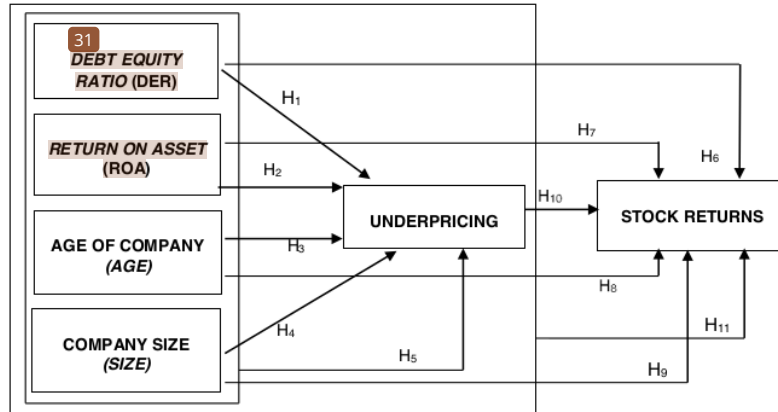 31
DEBT EQUITY
RATIO (DER)
H1
H7
RETURN ON ASSET
(ROA)
H6
H2
H10
UNDERPRICING
STOCK RETURNS
AGE OF COMPANY
(AGE)
H3
H8
H4
H11
COMPANY SIZE
(SIZE)
H5
H9